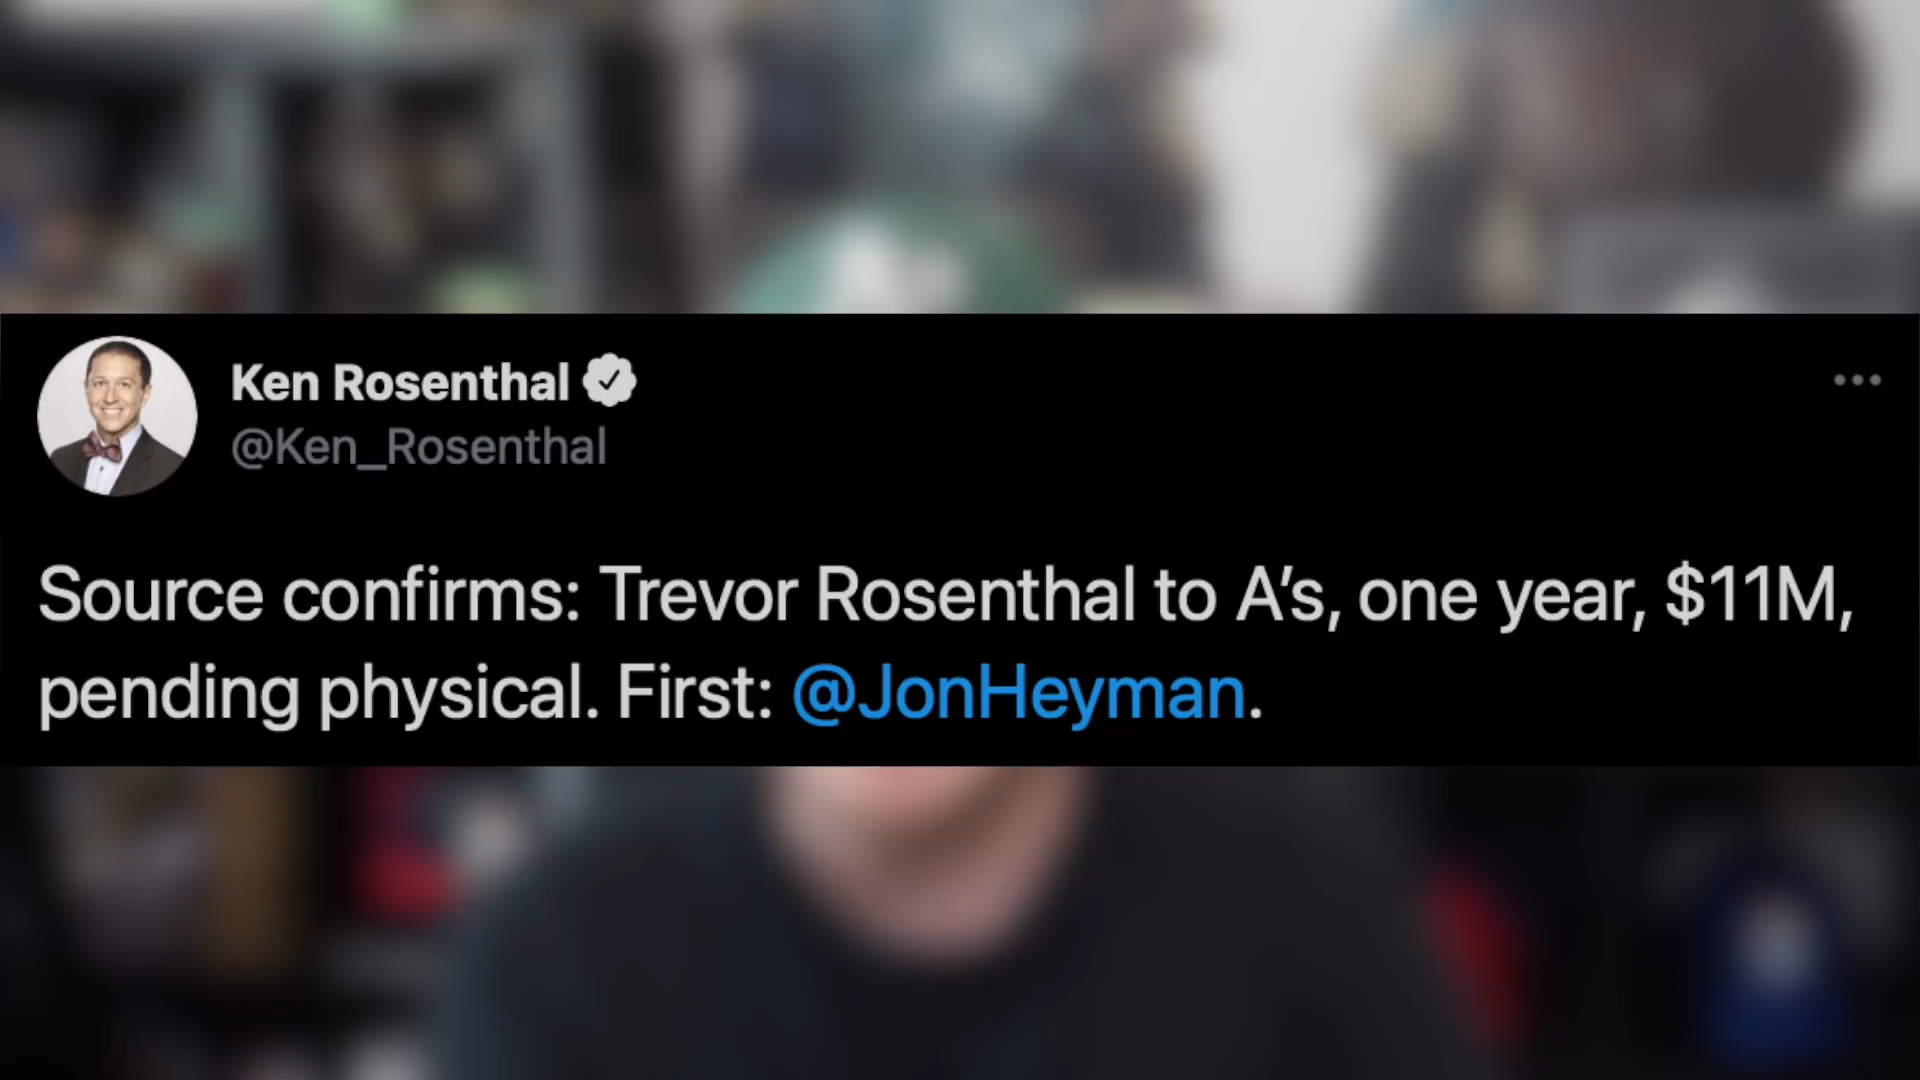 Ken Rosenthal
@Ken_Rosenthal
Source confirms: Trevor Rosenthal to A’s, one year, $11M,
pending physical. First: @JonHeyman.